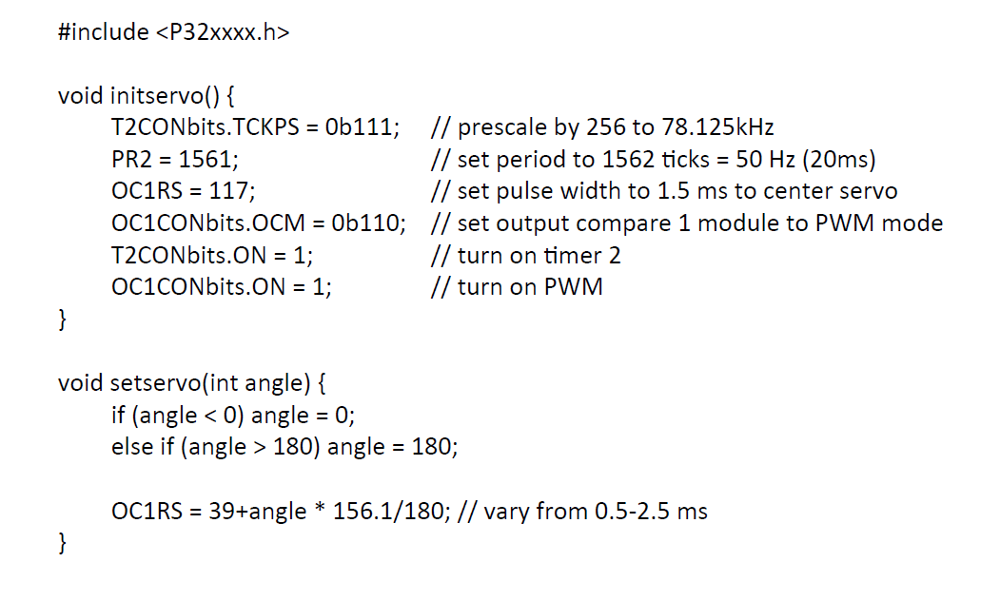 #include <P32xxxx.h>
void initservo() {
T2CONbits.TCKPS = 0b111; // prescale by 256 to 78.125kHz
PR2 = 1561; // set period to 1562 ticks = 50 Hz (20ms)
OC1RS = 117; // set pulse width to 1.5 ms to center servo
OC1CONbits.OCM = 0b110; // set output compare 1 module to PWM mode
T2CONbits.ON = 1; // turn on timer 2
OC1CONbits.ON = 1; // turn on PWM
}
void setservo(int angle) {
if (angle < 0) angle = 0;
else if (angle > 180) angle = 180;
OC1RS = 39+angle * 156.1/180; // vary from 0.5-2.5 ms
}